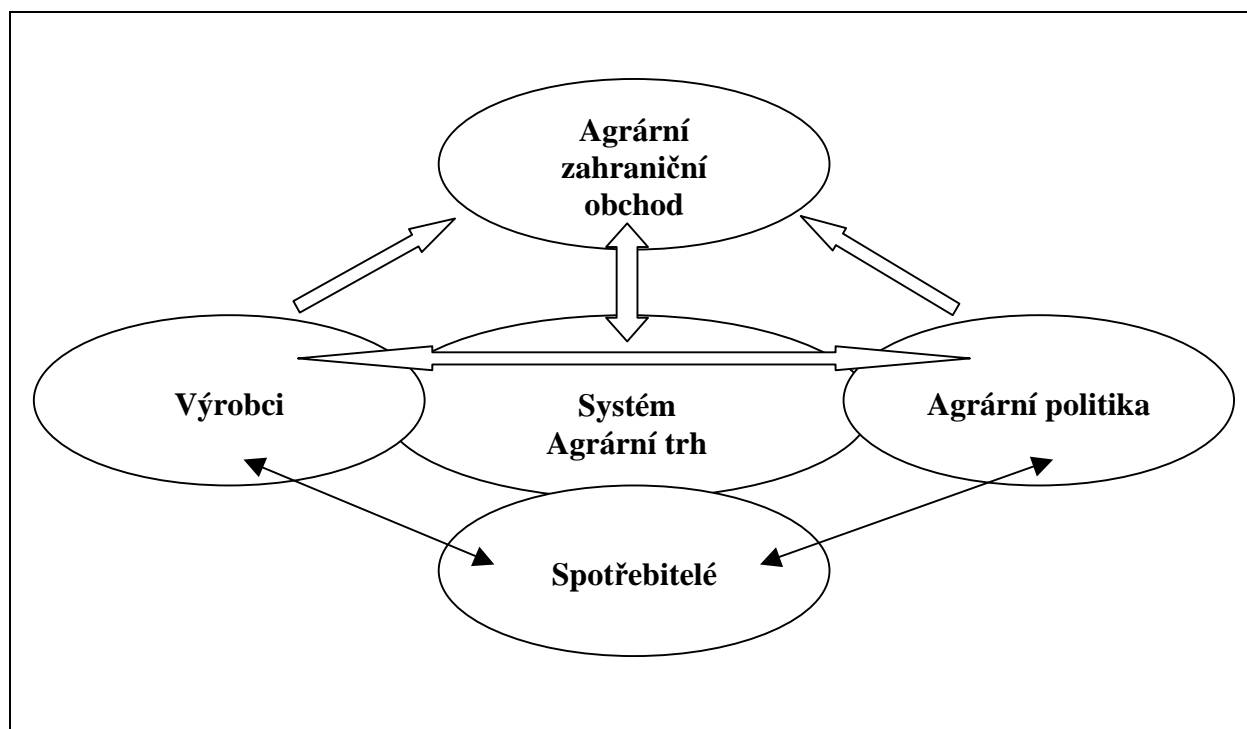 Agrární
zahraniční
obchod
Výrobci
Systém
Agrární trh
Agrární politika
Spotřebitelé